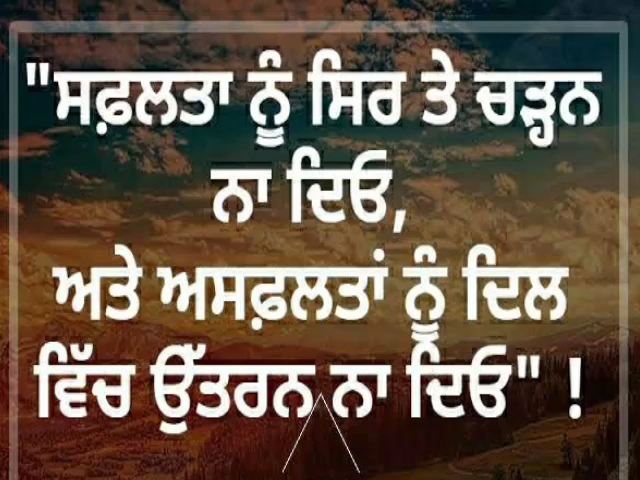 "ਸਫ਼ਲਤਾ ਨੂੰ ਸਿਰ ਤੇ ਚੜ੍ਹਨ
ਨਾ ਦਿਓ,
ਅਤੇ ਅਸਫ਼ਲਤਾਂ ਨੂੰ ਦਿਲ
ਵਿੱਚ ਉੱਤਰਨ ਨਾ ਦਿਓ" !